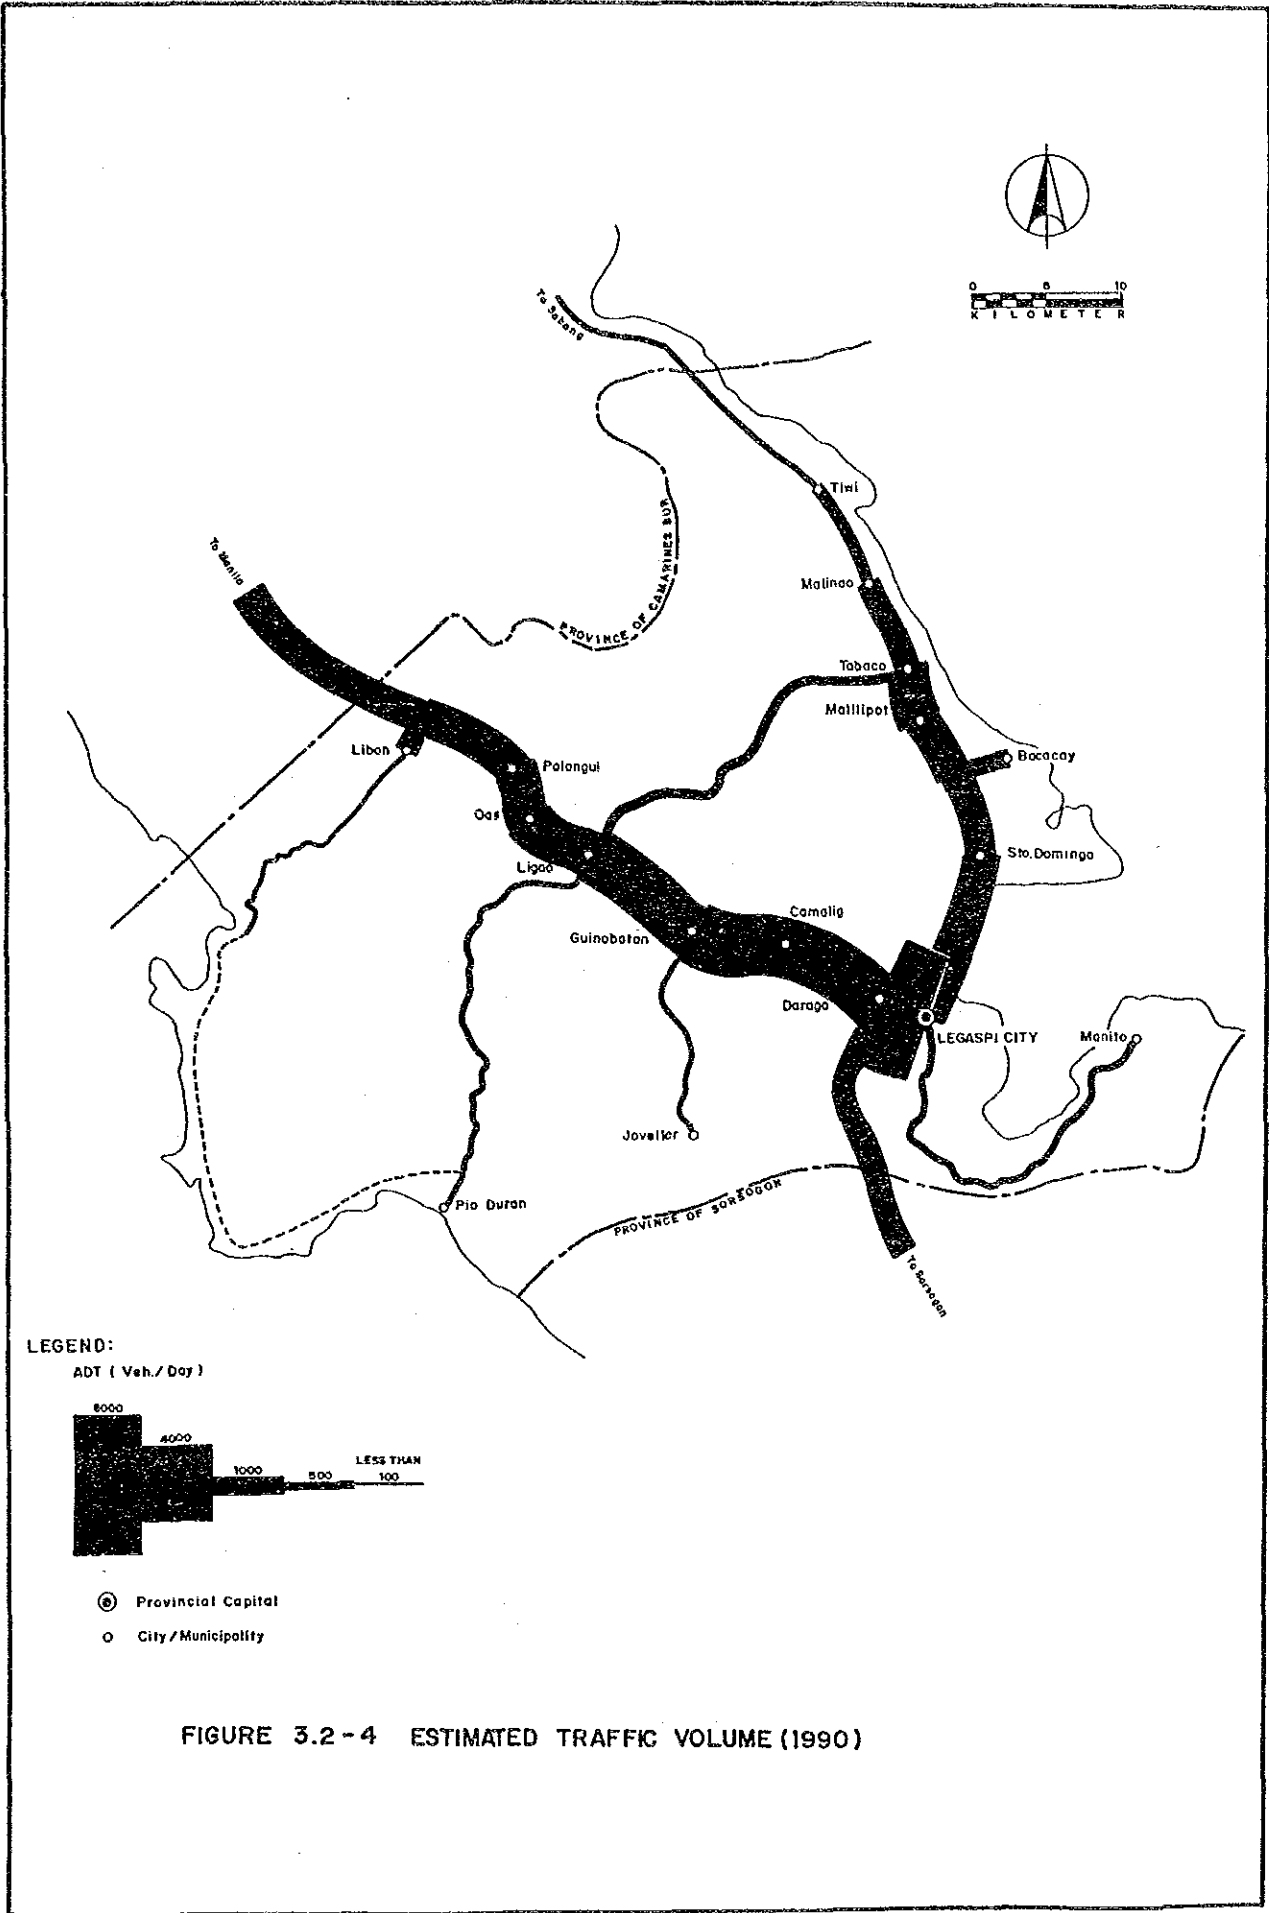 0 5 10
KILOMETER
To Sabang
Tiwi
PROVINCE OF CAMARINES SUR
To Manila
Malinao
Tabaco
Malilipot
Libon
Polangui
Bacacay
Oas
Sto. Domingo
Ligao
Camalig
Guinobatan
Daraga
LEGASPI CITY
Manito
Jovellar
Pio Duran
PROVINCE OF SORSOGON
To Sorsogon
LEGEND:
ADT ( Veh./ Day )
4000
LESS THAN
1000 500 100
Provincial Capital
City / Municipality
FIGURE 3.2-4 ESTIMATED TRAFFIC VOLUME (1990)